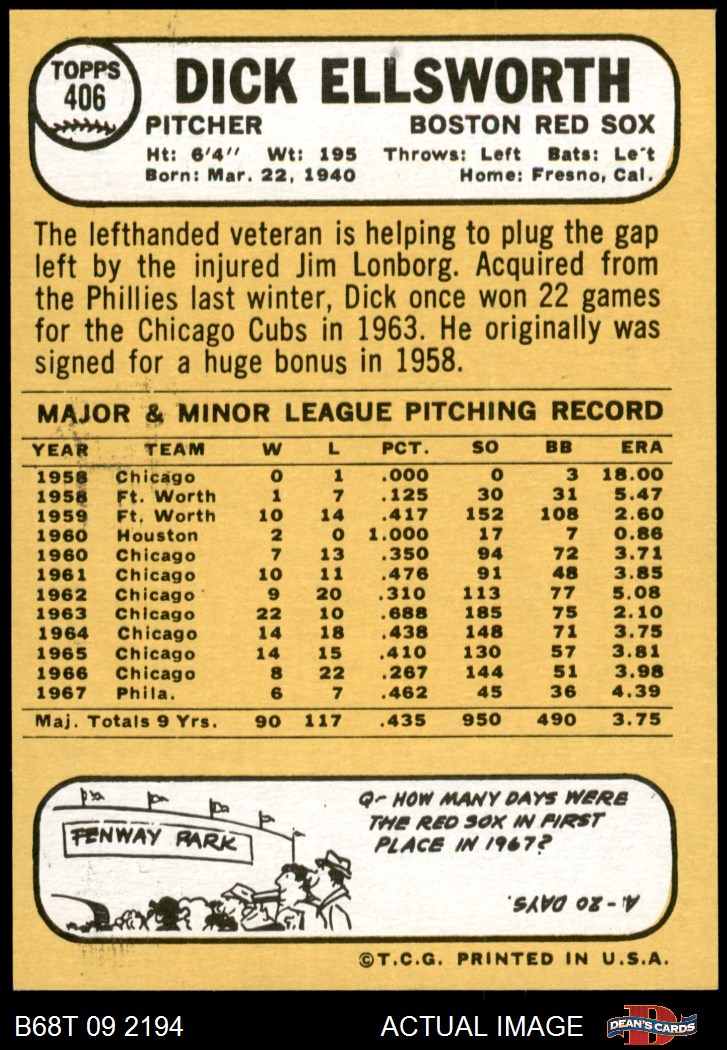 TOPPS
406
DICK ELLSWORTH
PITCHER BOSTON RED SOX
Ht: 6'4" Wt: 195 Throws: Left Bats: Le't
Born: Mar. 22, 1940 Home: Fresno, Cal.
The lefthanded veteran is helping to plug the gap
left by the injured Jim Lonborg. Acquired from
the Phillies last winter, Dick once won 22 games
for the Chicago Cubs in 1963. He originally was
signed for a huge bonus in 1958.
MAJOR & MINOR LEAGUE PITCHING RECORD
YEAR TEAM W L PCT. SO BB ERA
1958 Chicago 0 1 .000 0 3 18.00
1958 Ft. Worth 1 7 .125 30 31 5.47
1959 Ft. Worth 10 14 .417 152 108 2.60
1960 Houston 2 0 1.000 17 7 0.86
1960 Chicago 7 13 .350 94 72 3.71
1961 Chicago 10 11 .476 91 48 3.85
1962 Chicago 9 20 .310 113 77 5.08
1963 Chicago 22 10 .688 185 75 2.10
1964 Chicago 14 18 .438 148 71 3.75
1965 Chicago 14 15 .410 130 57 3.81
1966 Chicago 8 22 .267 144 51 3.98
1967 Phila. 6 7 .462 45 36 4.39
Maj. Totals 9 Yrs. 90 117 .435 950 490 3.75
FENWAY PARK
Q- HOW MANY DAYS WERE
THE RED SOX IN FIRST
PLACE IN 1967?
A- 20 DAYS.
©T.C.G. PRINTED IN U.S.A.
B68T 09 2194 ACTUAL IMAGE
D
DEAN'S CARDS